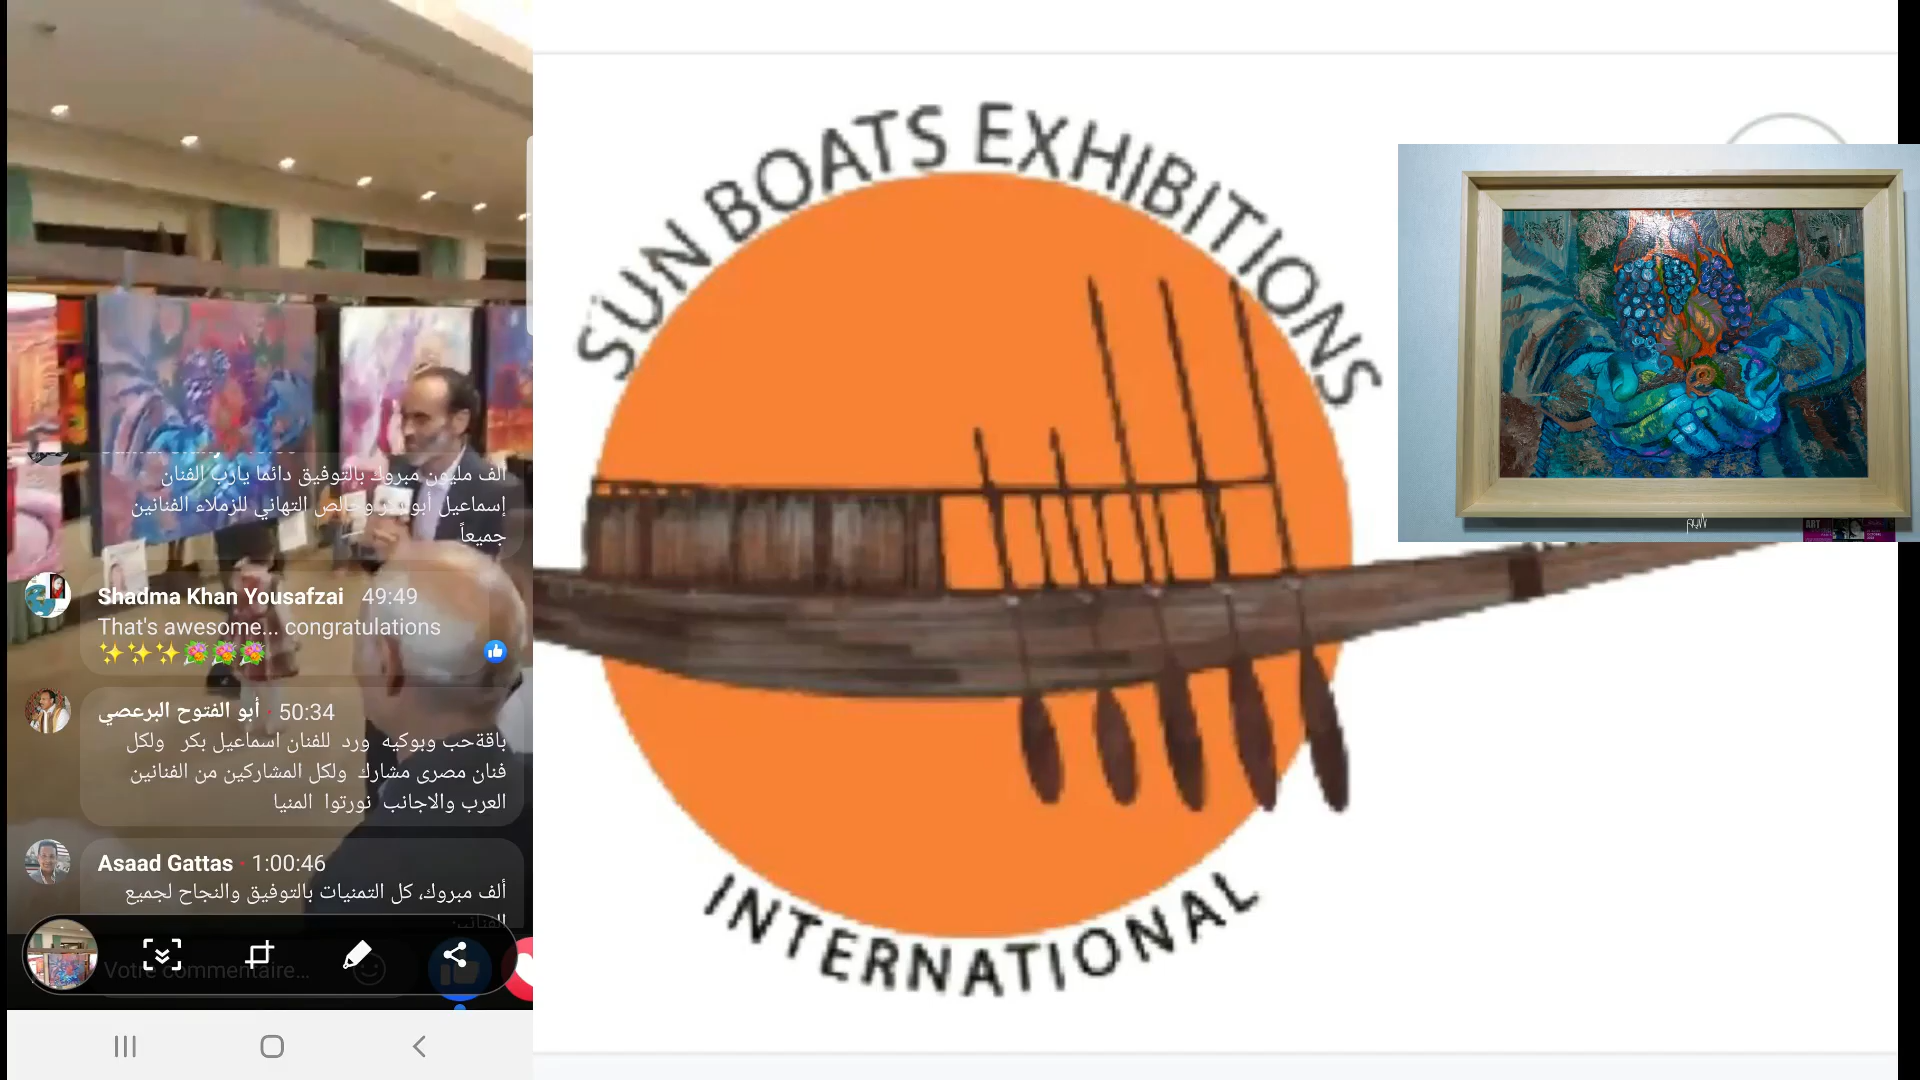 الف مليون مبروك بالتوفيق دائما يارب الفنان
إسماعيل أبو بكر وخالص التهاني للزملاء الفنانين
جميعاً
Shadma Khan Yousafzai 49:49
That's awesome... congratulations
✨✨✨💐💐💐
أبو الفتوح البرعصي · 50:34
باقةحب وبوكيه ورد للفنان اسماعيل بكر ولكل
فنان مصرى مشارك ولكل المشاركين من الفنانين
العرب والاجانب نورتوا المنيا
Asaad Gattas · 1:00:46
ألف مبروك، كل التمنيات بالتوفيق والنجاح لجميع
Votre commentaire...
SUN BOATS EXHIBITIONS
INTERNATIONAL
ART